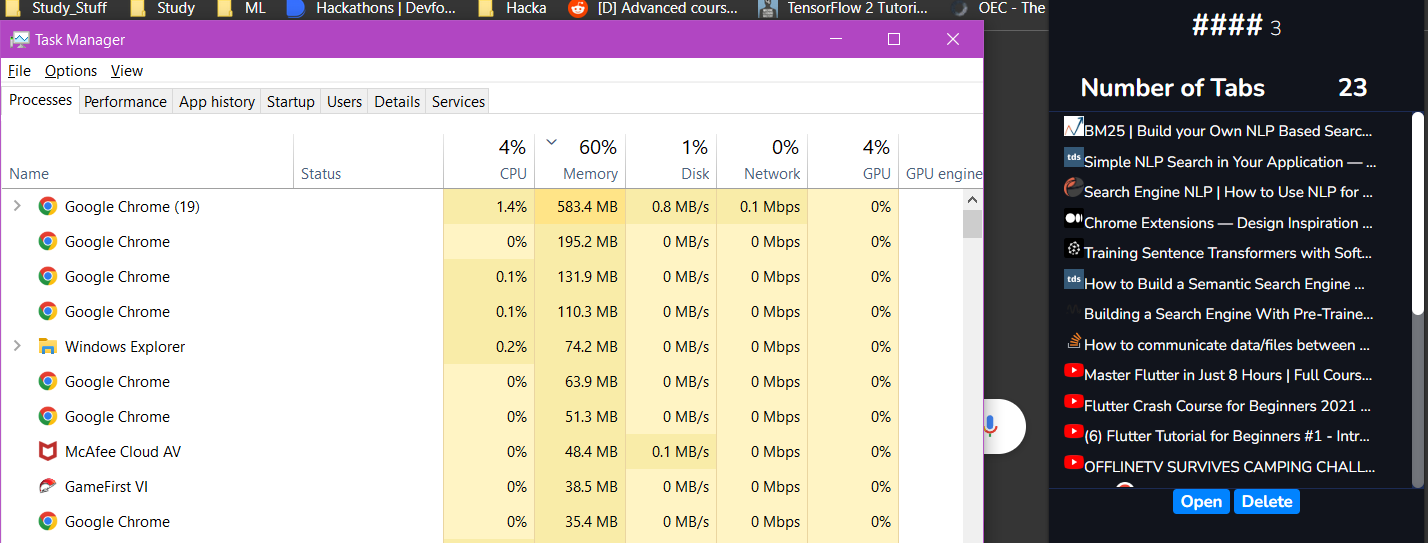 Study_Stuff Study ML Hackathons | Devfo... Hacka [D] Advanced cours... TensorFlow 2 Tutori... OEC - The
Task Manager
File Options View
Processes Performance App history Startup Users Details Services
4% 60% 1% 0% 4%
Name Status CPU Memory Disk Network GPU GPU engine
Google Chrome (19) 1.4% 583.4 MB 0.8 MB/s 0.1 Mbps 0%
Google Chrome 0% 195.2 MB 0 MB/s 0 Mbps 0%
Google Chrome 0.1% 131.9 MB 0 MB/s 0 Mbps 0%
Google Chrome 0.1% 110.3 MB 0 MB/s 0 Mbps 0%
Windows Explorer 0.2% 74.2 MB 0 MB/s 0 Mbps 0%
Google Chrome 0% 63.9 MB 0 MB/s 0 Mbps 0%
Google Chrome 0% 51.3 MB 0 MB/s 0 Mbps 0%
McAfee Cloud AV 0% 48.4 MB 0.1 MB/s 0 Mbps 0%
GameFirst VI 0% 38.5 MB 0 MB/s 0 Mbps 0%
Google Chrome 0% 35.4 MB 0 MB/s 0 Mbps 0%
#### 3
Number of Tabs 23
BM25 | Build your Own NLP Based Searc...
tds Simple NLP Search in Your Application — ...
Search Engine NLP | How to Use NLP for ...
Chrome Extensions — Design Inspiration ...
Training Sentence Transformers with Soft...
tds How to Build a Semantic Search Engine ...
Building a Search Engine With Pre-Traine...
How to communicate data/files between ...
Master Flutter in Just 8 Hours | Full Cours...
Flutter Crash Course for Beginners 2021 ...
(6) Flutter Tutorial for Beginners #1 - Intr...
OFFLINETV SURVIVES CAMPING CHALL...
Open Delete